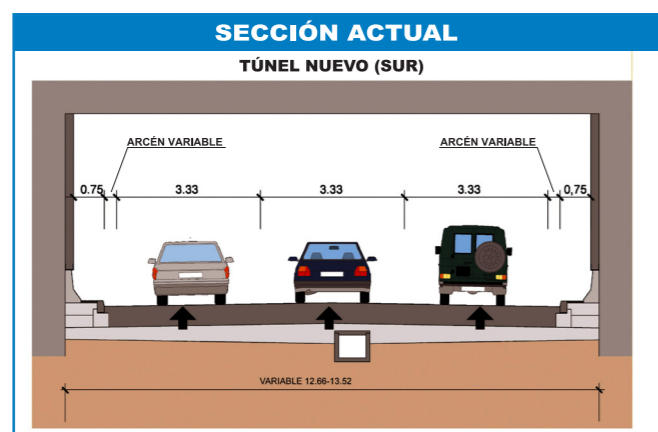 SECCIÓN ACTUAL
TÚNEL NUEVO (SUR)
ARCÉN VARIABLE ARCÉN VARIABLE
0.75 3.33 3.33 3.33 0,75
VARIABLE 12.66-13.52